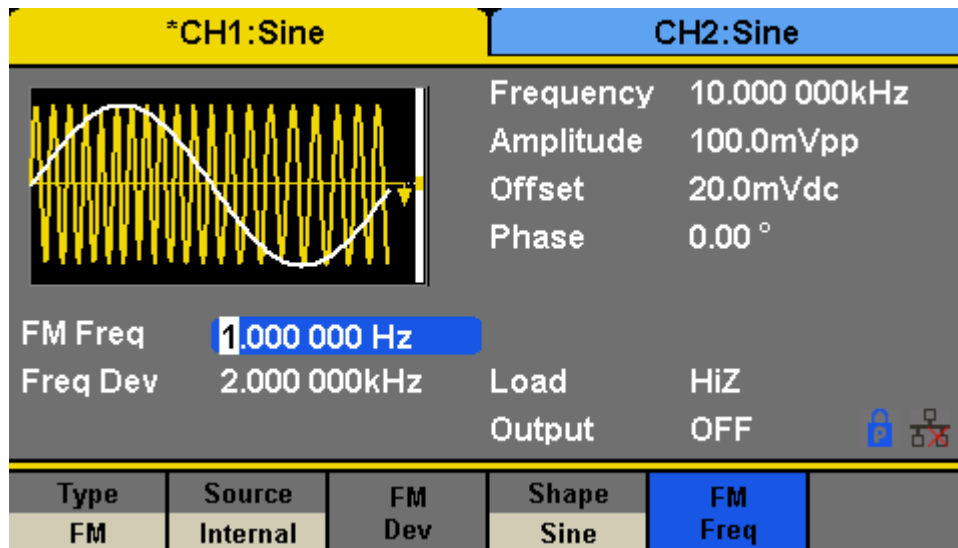 *CH1:Sine CH2:Sine
Frequency 10.000 000kHz
Amplitude 100.0mVpp
Offset 20.0mVdc
Phase 0.00 °
FM Freq 1.000 000 Hz
Freq Dev 2.000 000kHz
Load HiZ
Output OFF
P
Type Source FM Shape FM
FM Internal Dev Sine Freq